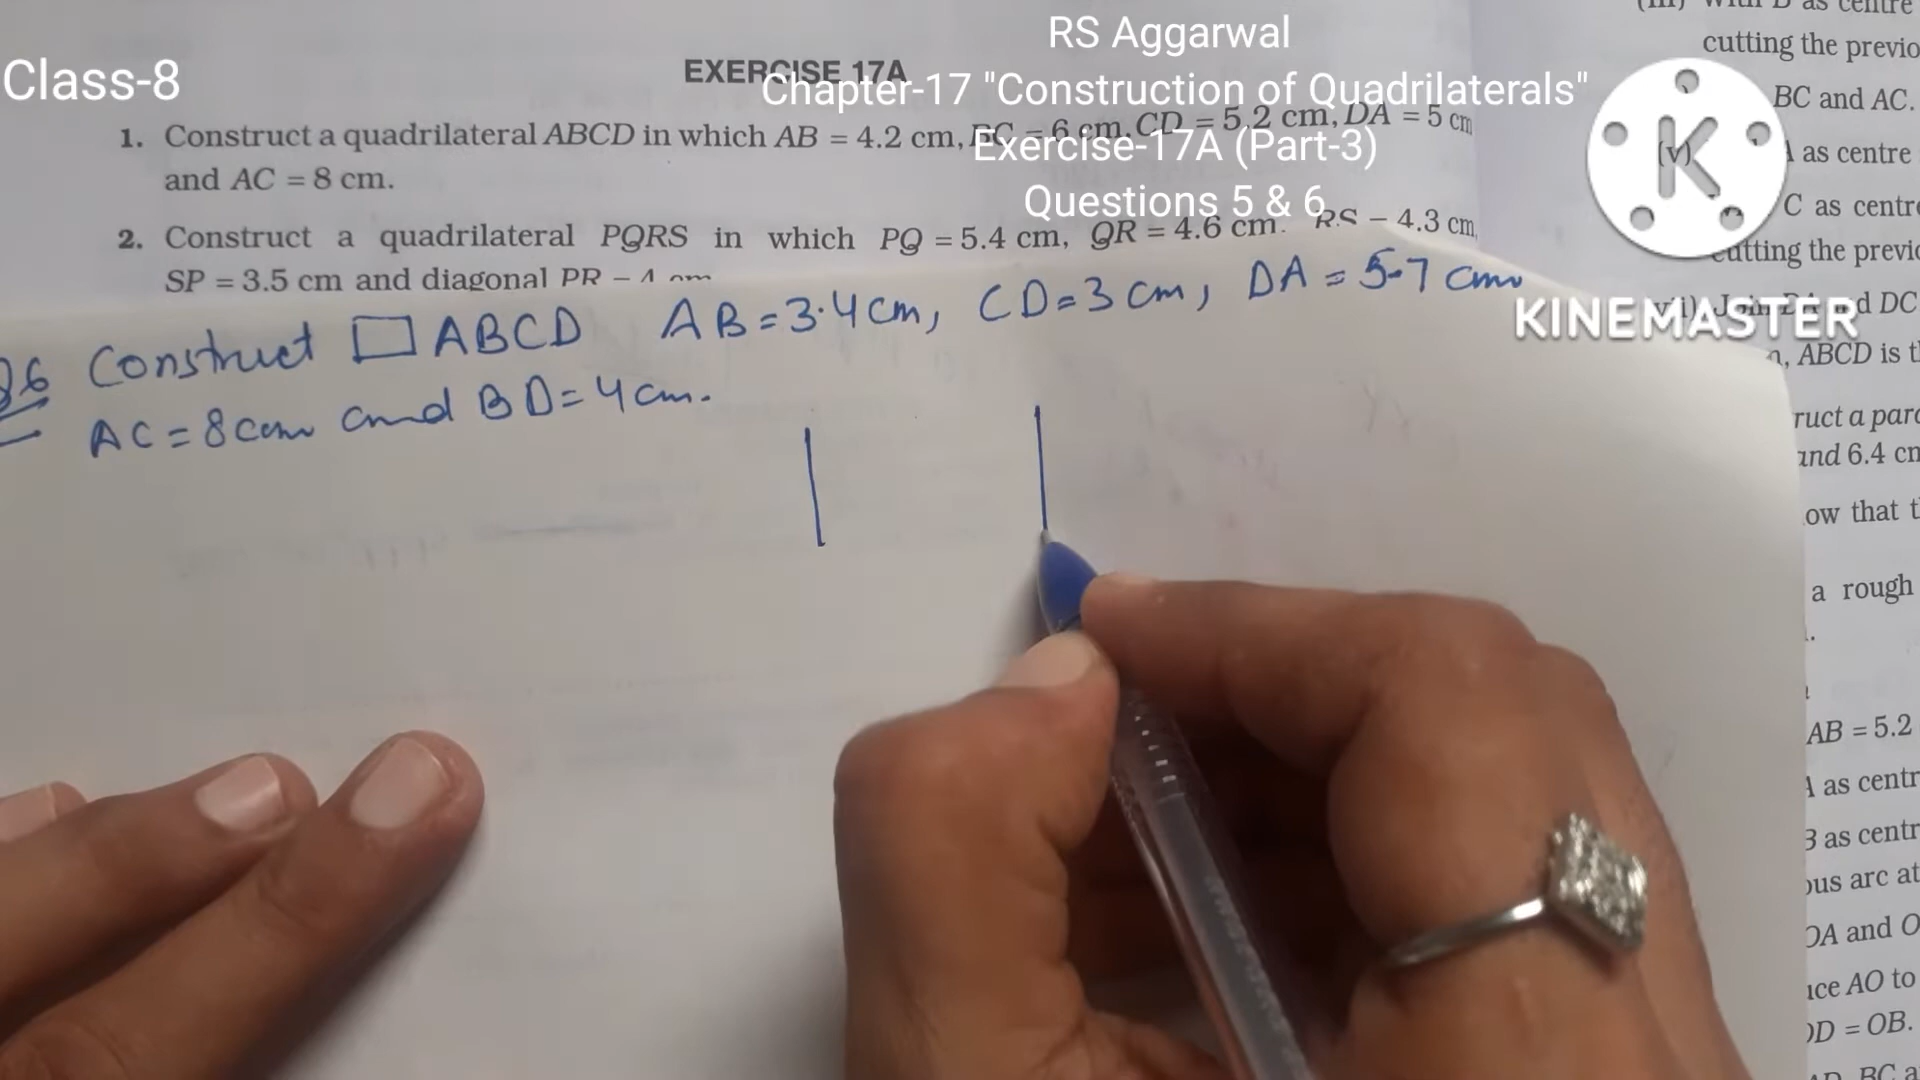 RS Aggarwal
Class-8
EXERCISE 17A
Chapter-17 "Construction of Quadrilaterals"
1. Construct a quadrilateral ABCD in which AB = 4.2 cm, BC = 6 cm, CD = 5.2 cm, DA = 5 cm
Exercise-17A (Part-3)
and AC = 8 cm.
Questions 5 & 6
2. Construct a quadrilateral PQRS in which PQ = 5.4 cm, QR = 4.6 cm. RS – 4.3 cm,
SP = 3.5 cm and diagonal PR – 4
Q6 Construct □ ABCD AB = 3.4 cm, CD = 3 cm, DA = 5.7 cm
AC = 8 cm and BD = 4 cm.
KINEMASTER
K
(v)
as centre
cutting the previo
BC and AC.
as centre
C as centre
cutting the previo
d DC
ABCD is
ruct a par
and 6.4 cm
ow that
a rough
AB = 5.2
as centr
B as centr
ous arc at
OA and O
AO to
OD = OB.
BC a